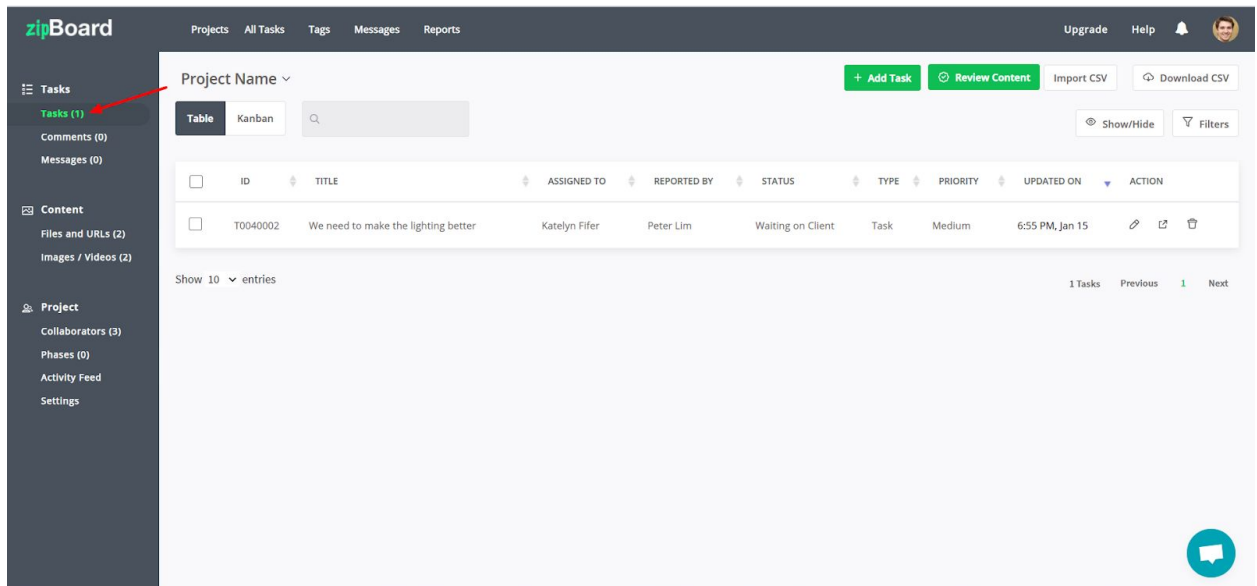 zipBoard
Projects All Tasks Tags Messages Reports
Upgrade Help
Tasks
Tasks (1)
Comments (0)
Messages (0)
Content
Files and URLs (2)
Images / Videos (2)
Project
Collaborators (3)
Phases (0)
Activity Feed
Settings
Project Name
+ Add Task Review Content Import CSV Download CSV
Table Kanban
Show/Hide Filters
ID TITLE ASSIGNED TO REPORTED BY STATUS TYPE PRIORITY UPDATED ON ACTION
T0040002 We need to make the lighting better Katelyn Fifer Peter Lim Waiting on Client Task Medium 6:55 PM, Jan 15
Show 10 entries
1 Tasks Previous 1 Next